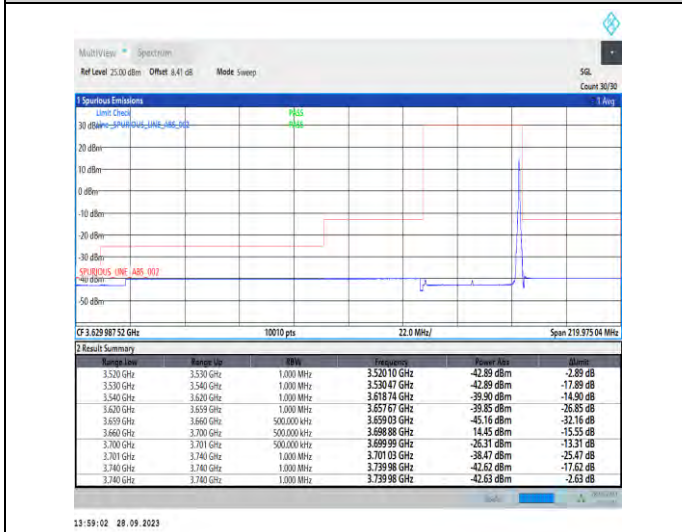 MultiView Spectrum
Ref Level 25.00 dBm Offset 8.41 dB Mode Sweep SGL
Count 30/30
1 Spurious Emissions 1 Avg
Limit Check PASS
30 dBm Line _SPURIOUS_LINE_ABS_002 PASS
20 dBm
10 dBm
0 dBm
-10 dBm
-20 dBm
-30 dBm
SPURIOUS_LINE_ABS_002
-40 dBm
-50 dBm
CF 3.629 987 52 GHz 10010 pts 22.0 MHz/ Span 219.975 04 MHz
2 Result Summary
Range Low Range Up RBW Frequency Power Abs ΔLimit
3.520 GHz 3.530 GHz 1.000 MHz 3.520 10 GHz -42.89 dBm -2.89 dB
3.530 GHz 3.540 GHz 1.000 MHz 3.530 47 GHz -42.89 dBm -17.89 dB
3.540 GHz 3.620 GHz 1.000 MHz 3.618 74 GHz -39.90 dBm -14.90 dB
3.620 GHz 3.659 GHz 1.000 MHz 3.657 67 GHz -39.85 dBm -26.85 dB
3.659 GHz 3.660 GHz 500.000 kHz 3.659 03 GHz -45.16 dBm -32.16 dB
3.660 GHz 3.700 GHz 500.000 kHz 3.698 88 GHz 14.45 dBm -15.55 dB
3.700 GHz 3.701 GHz 500.000 kHz 3.699 99 GHz -26.31 dBm -13.31 dB
3.701 GHz 3.740 GHz 1.000 MHz 3.701 03 GHz -38.47 dBm -25.47 dB
3.740 GHz 3.740 GHz 1.000 MHz 3.739 98 GHz -42.62 dBm -17.62 dB
3.740 GHz 3.740 GHz 1.000 MHz 3.739 98 GHz -42.63 dBm -2.63 dB
13:59:02 28.09.2023